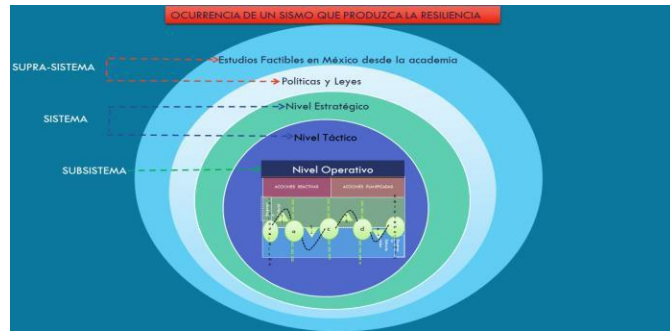 OCURRENCIA DE UN SISMO QUE PRODUZCA LA RESILIENCIA
Estudios Factibles en México desde la academia
SUPRA-SISTEMA
Políticas y Leyes
Nivel Estratégico
SISTEMA
Nivel Táctico
SUBSISTEMA
Nivel Operativo
ACCIONES REACTIVAS
ACCIONES PLANIFICADAS
a
c
d